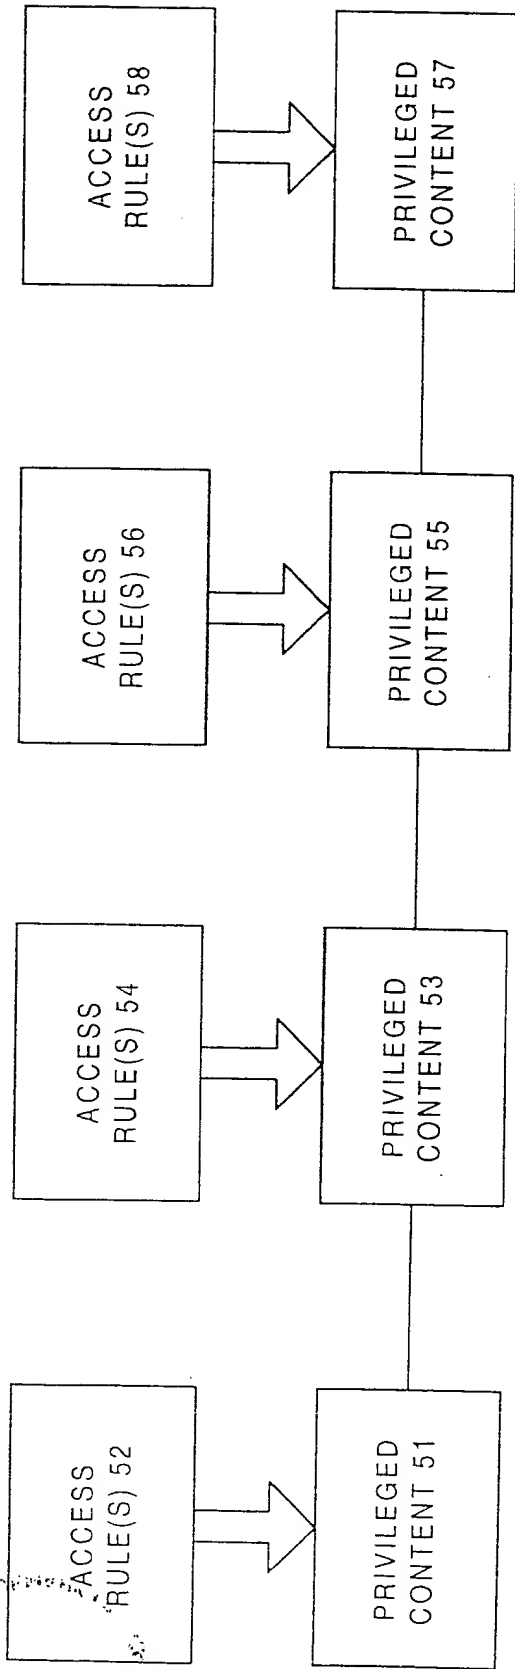 ACCESS
RULE(S) 52
ACCESS
RULE(S) 54
ACCESS
RULE(S) 56
ACCESS
RULE(S) 58
PRIVILEGED
CONTENT 51
PRIVILEGED
CONTENT 53
PRIVILEGED
CONTENT 55
PRIVILEGED
CONTENT 57